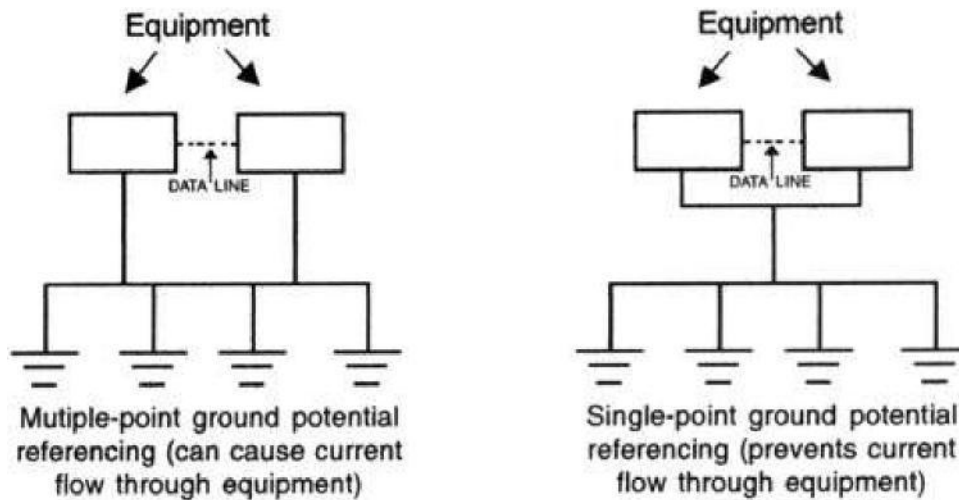 Equipment
DATA LINE
Mutiple-point ground potential
referencing (can cause current
flow through equipment)
Equipment
DATA LINE
Single-point ground potential
referencing (prevents current
flow through equipment)